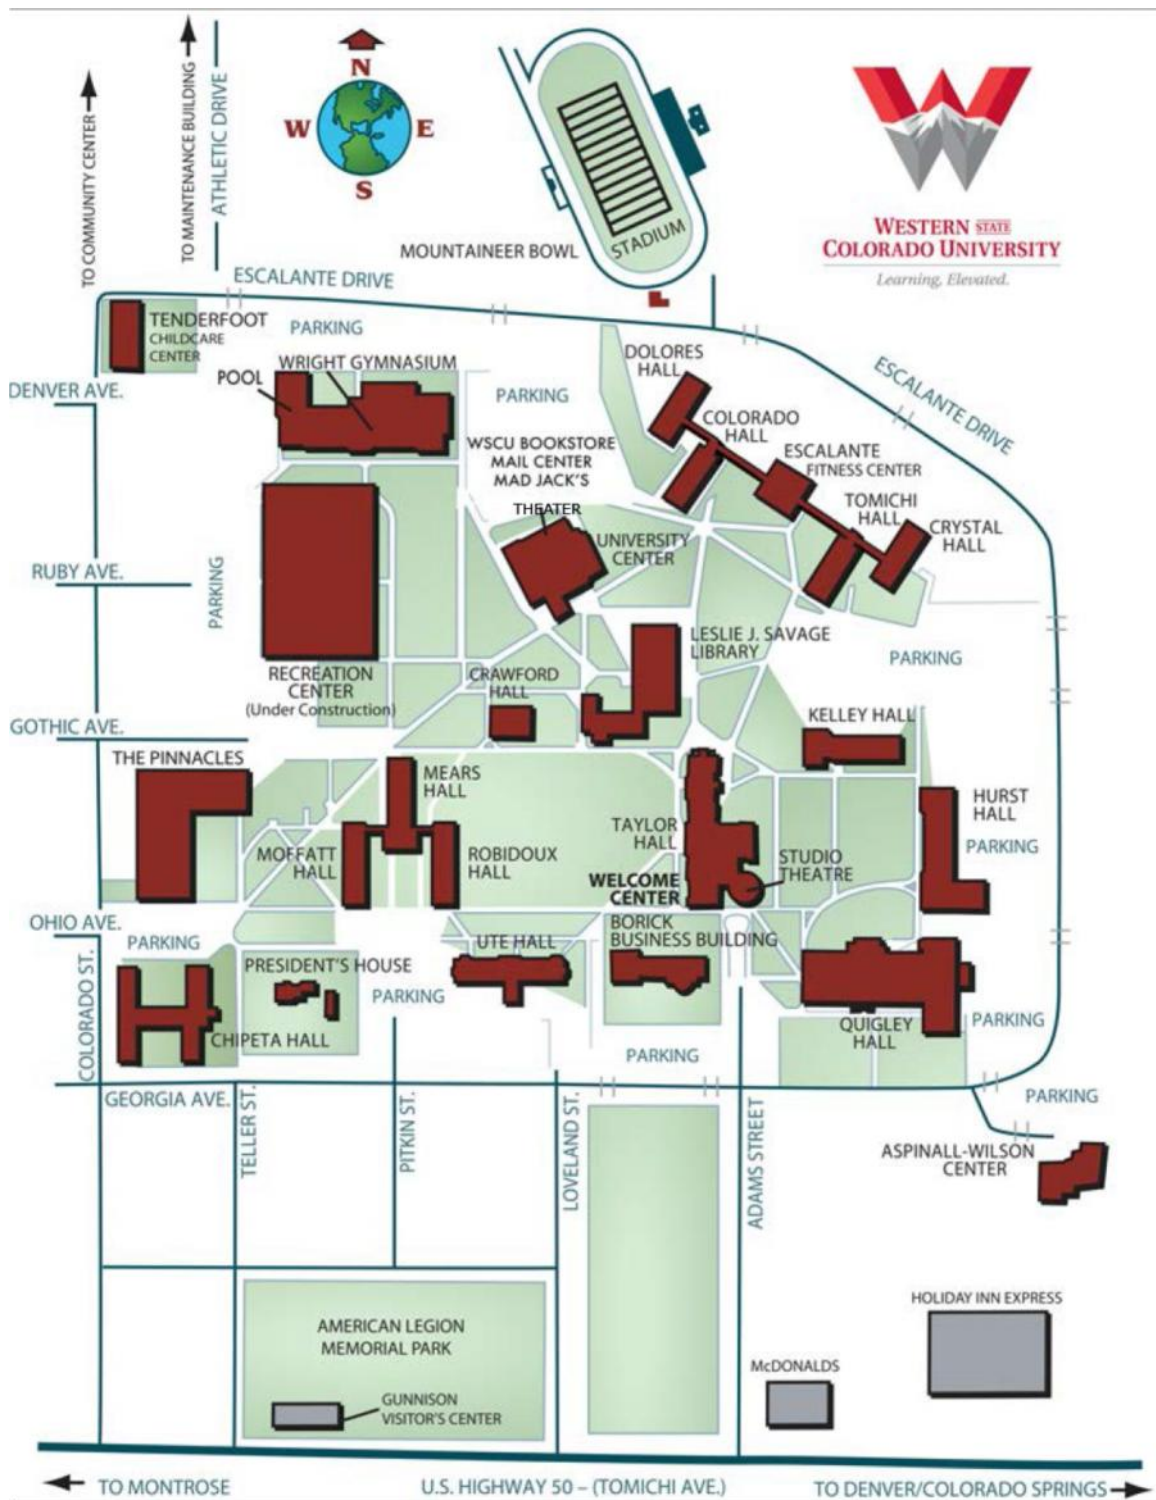 TO COMMUNITY CENTER
TO MAINTENANCE BUILDING
ATHLETIC DRIVE
N
W
E
S
MOUNTAINEER BOWL
STADIUM
WESTERN STATE
COLORADO UNIVERSITY
Learning, Elevated.
ESCALANTE DRIVE
TENDERFOOT
CHILDCARE
CENTER
PARKING
WRIGHT GYMNASIUM
POOL
DENVER AVE.
PARKING
DOLORES
HALL
ESCALANTE DRIVE
COLORADO
HALL
WSCU BOOKSTORE
MAIL CENTER
MAD JACK'S
THEATER
ESCALANTE
FITNESS CENTER
TOMICHI
HALL
CRYSTAL
HALL
UNIVERSITY
CENTER
RUBY AVE.
PARKING
LESLIE J. SAVAGE
LIBRARY
PARKING
RECREATION
CENTER
(Under Construction)
CRAWFORD
HALL
GOTHIC AVE.
KELLEY HALL
THE PINNACLES
MEARS
HALL
HURST
HALL
TAYLOR
HALL
PARKING
MOFFATT
HALL
ROBIDOUX
HALL
STUDIO
THEATRE
WELCOME
CENTER
OHIO AVE.
PARKING
UTE HALL
BORICK
BUSINESS BUILDING
COLORADO ST.
PRESIDENT'S HOUSE
PARKING
CHIPETA HALL
QUIGLEY
HALL
PARKING
PARKING
GEORGIA AVE.
TELLER ST.
PITKIN ST.
LOVELAND ST.
ADAMS STREET
PARKING
ASPINALL-WILSON
CENTER
HOLIDAY INN EXPRESS
AMERICAN LEGION
MEMORIAL PARK
McDONALDS
GUNNISON
VISITOR'S CENTER
TO MONTROSE
U.S. HIGHWAY 50 – (TOMICHI AVE.)
TO DENVER/COLORADO SPRINGS